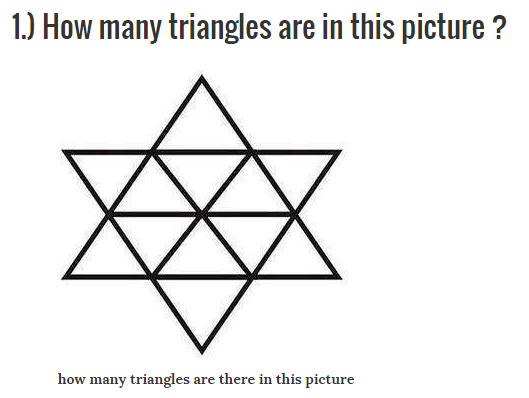 1.) How many triangles are in this picture ?
how many triangles are there in this picture